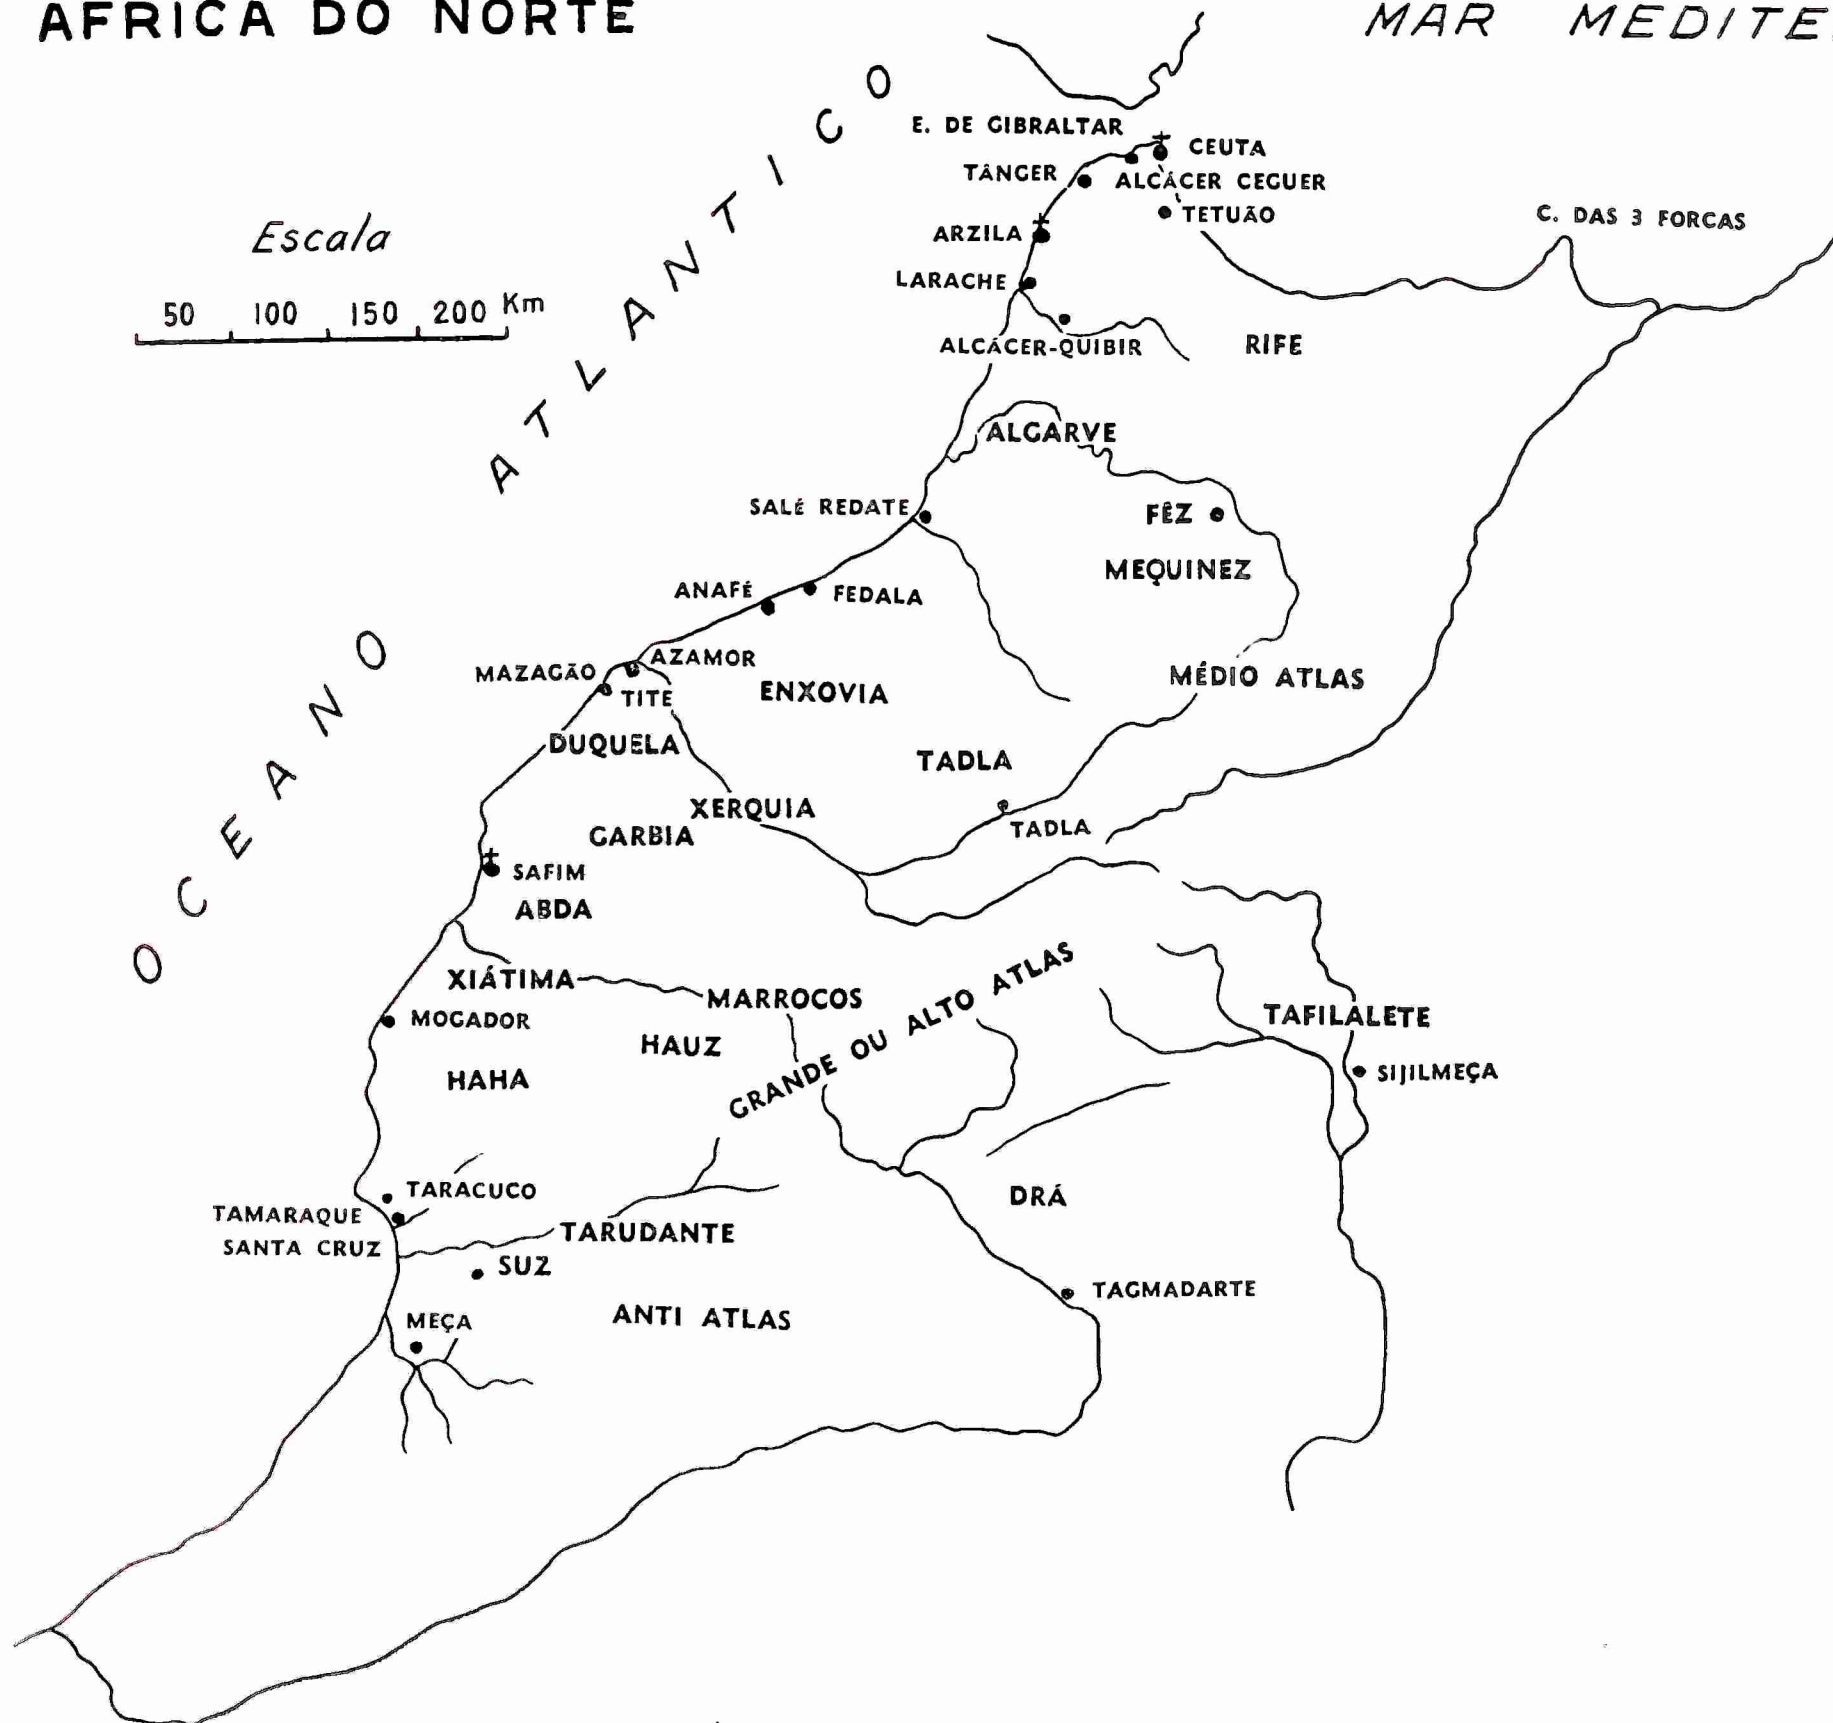 AFRICA DO NORTE
MAR MEDITE
OCEANO ATLANTICO
E. DE GIBRALTAR
CEUTA
TÂNGER
ALCÁCER CEGUER
TETUÃO
C. DAS 3 FORCAS
Escala
50 100 150 200 Km
ARZILA
LARACHE
ALCÁCER-QUIBIR
RIFE
ALGARVE
SALÉ REDATE
FÊZ
MEQUINEZ
ANAFÉ
FEDALA
AZAMOR
MAZAGÃO
TITE
ENXOVIA
MÉDIO ATLAS
DUQUELA
TADLA
XERQUIA
GARBIA
TADLA
SAFIM
ABDA
XIÁTIMA
MARROCOS
GRANDE OU ALTO ATLAS
TAFILALETE
MOGADOR
HAUZ
HAHA
SIJILMEÇA
TARACUCO
DRÁ
TAMARAQUE
SANTA CRUZ
TARUDANTE
SUZ
TAGMADARTE
MEÇA
ANTI ATLAS